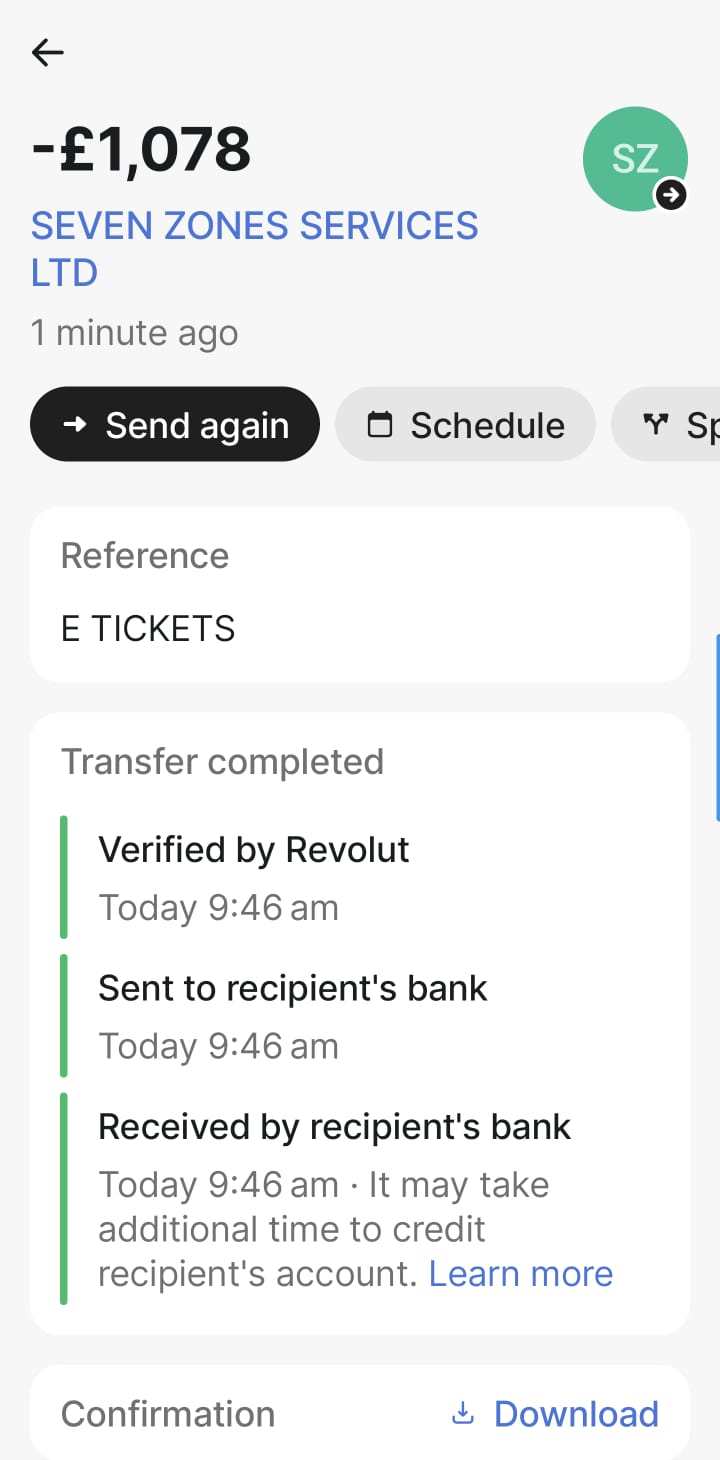 -£1,078
SZ
SEVEN ZONES SERVICES
LTD
1 minute ago
Send again
Schedule
Reference
E TICKETS
Transfer completed
Verified by Revolut
Today 9:46 am
Sent to recipient's bank
Today 9:46 am
Received by recipient's bank
Today 9:46 am · It may take
additional time to credit
recipient's account. Learn more
Confirmation
Download